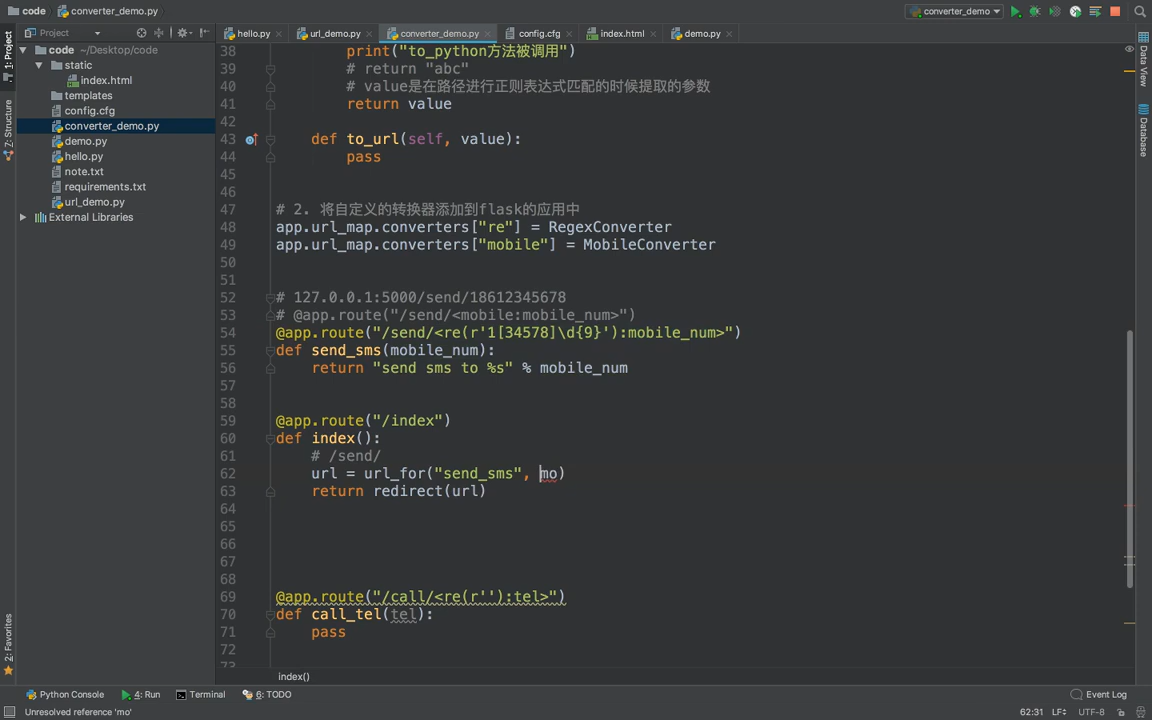 code
converter_demo.py
converter_demo
Project
hello.py
url_demo.py
converter_demo.py
config.cfg
index.html
demo.py
1: Project
Z: Structure
2: Favorites
code ~/Desktop/code
static
index.html
templates
config.cfg
converter_demo.py
demo.py
hello.py
note.txt
requirements.txt
url_demo.py
External Libraries
38 print("to_python方法被调用")
39 # return "abc"
40 # value是在路径进行正则表达式匹配的时候提取的参数
41 return value
42
43 def to_url(self, value):
44 pass
45
46
47 # 2. 将自定义的转换器添加到flask的应用中
48 app.url_map.converters["re"] = RegexConverter
49 app.url_map.converters["mobile"] = MobileConverter
50
51
52 # 127.0.0.1:5000/send/18612345678
53 # @app.route("/send/<mobile:mobile_num>")
54 @app.route("/send/<re(r'1[34578]\d{9}'):mobile_num>")
55 def send_sms(mobile_num):
56 return "send sms to %s" % mobile_num
57
58
59 @app.route("/index")
60 def index():
61 # /send/
62 url = url_for("send_sms", mo)
63 return redirect(url)
64
65
66
67
68
69 @app.route("/call/<re(r''):tel>")
70 def call_tel(tel):
71 pass
72
73
index()
Data View
Database
Python Console
4: Run
Terminal
6: TODO
Event Log
Unresolved reference 'mo'
62:31
LF
UTF-8